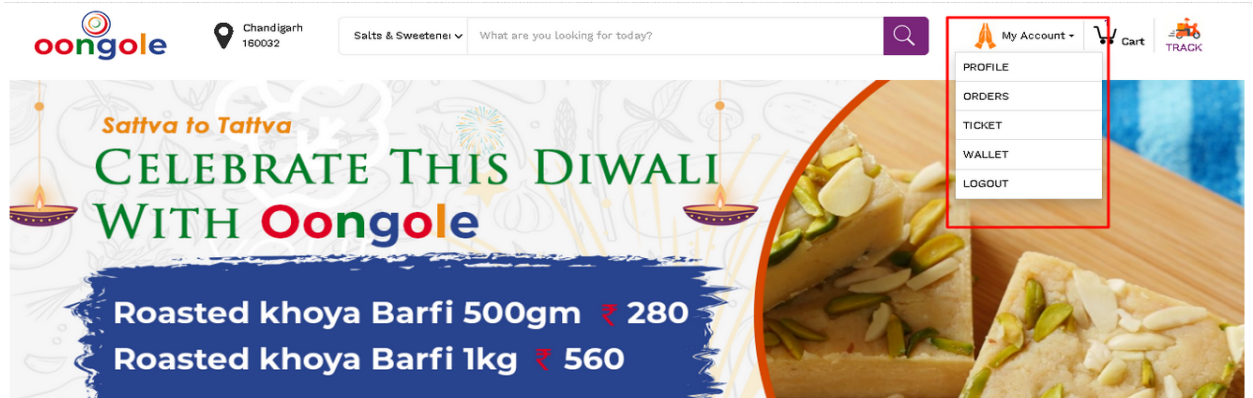 oongole
Chandigarh
160032
Salts & Sweetener
What are you looking for today?
My Account
Cart
TRACK
PROFILE
ORDERS
TICKET
WALLET
LOGOUT
Sattva to Tattva
CELEBRATE THIS DIWALI
WITH Oongole
Roasted khoya Barfi 500gm ₹ 280
Roasted khoya Barfi 1kg ₹ 560